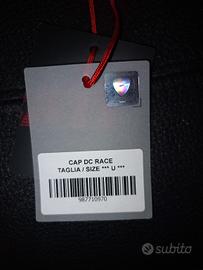 CAP DC RACE
TAGLIA / SIZE *** U ***
987710970
subito